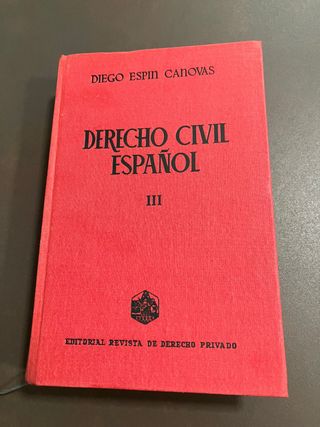 DIEGO ESPIN CANOVAS
DERECHO CIVIL
ESPAÑOL
III
EDITORIAL REVISTA DE DERECHO PRIVADO